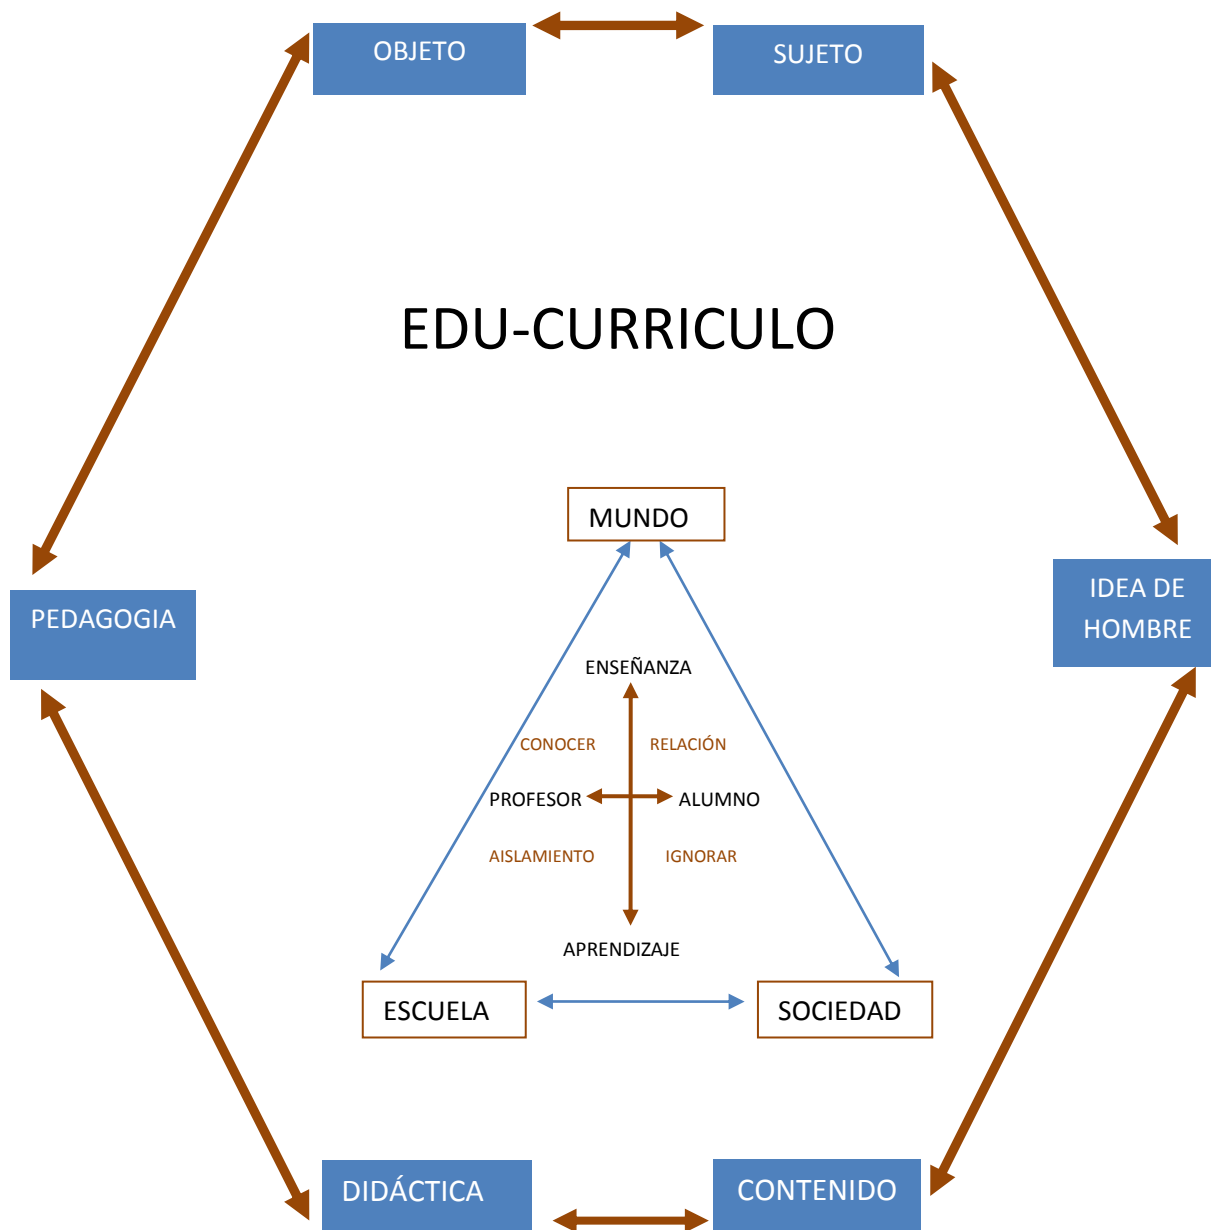 OBJETO
SUJETO
EDU-CURRICULO
MUNDO
PEDAGOGIA
IDEA DE
HOMBRE
ENSEÑANZA
CONOCER
RELACIÓN
PROFESOR
ALUMNO
AISLAMIENTO
IGNORAR
APRENDIZAJE
ESCUELA
SOCIEDAD
DIDÁCTICA
CONTENIDO